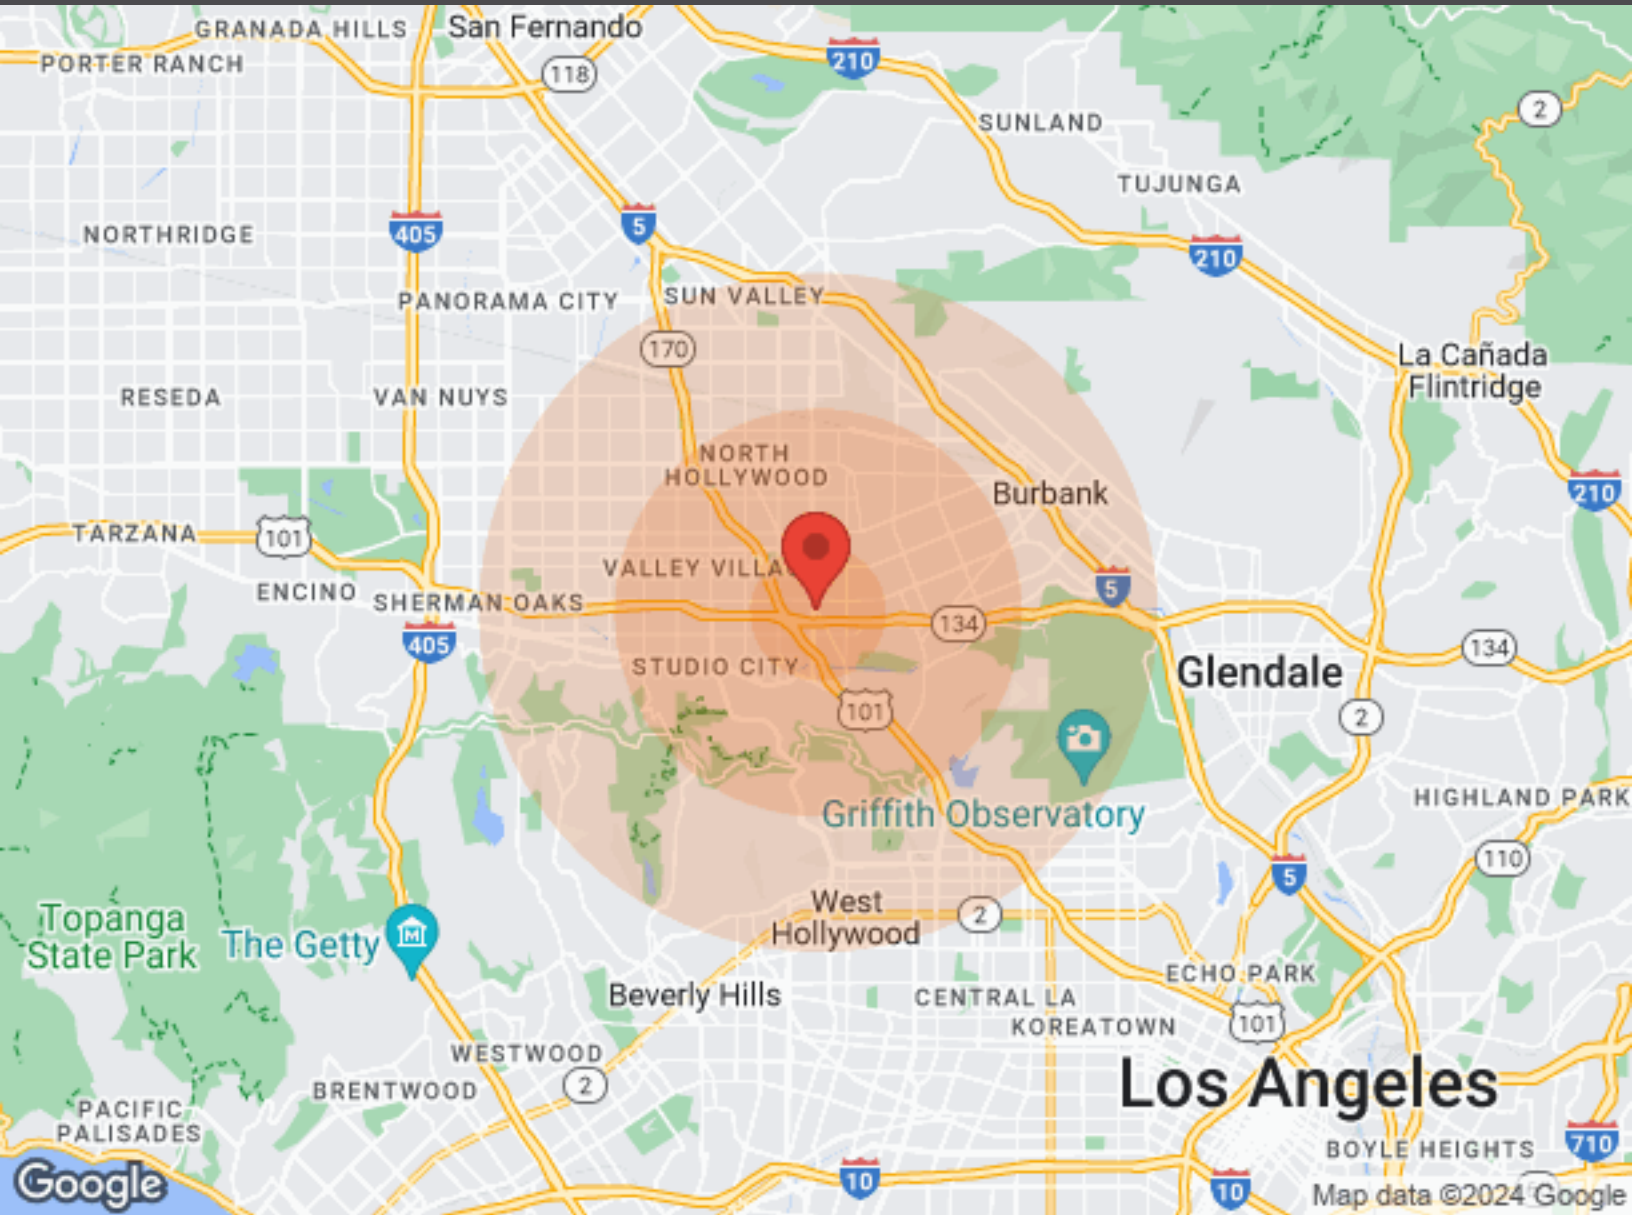 GRANADA HILLS
San Fernando
PORTER RANCH
118
210
2
SUNLAND
TUJUNGA
NORTHRIDGE
405
5
210
PANORAMA CITY
SUN VALLEY
170
La Cañada
Flintridge
RESEDA
VAN NUYS
NORTH
HOLLYWOOD
Burbank
210
TARZANA
101
VALLEY VILLA
ENCINO
SHERMAN OAKS
5
134
405
STUDIO CITY
Glendale
134
101
2
Griffith Observatory
HIGHLAND PARK
110
5
West
Hollywood
2
Topanga
State Park
The Getty
Beverly Hills
CENTRAL LA
ECHO PARK
KOREATOWN
101
WESTWOOD
2
BRENTWOOD
Los Angeles
PACIFIC
PALISADES
BOYLE HEIGHTS
710
Google
10
10
Map data ©2024 Google